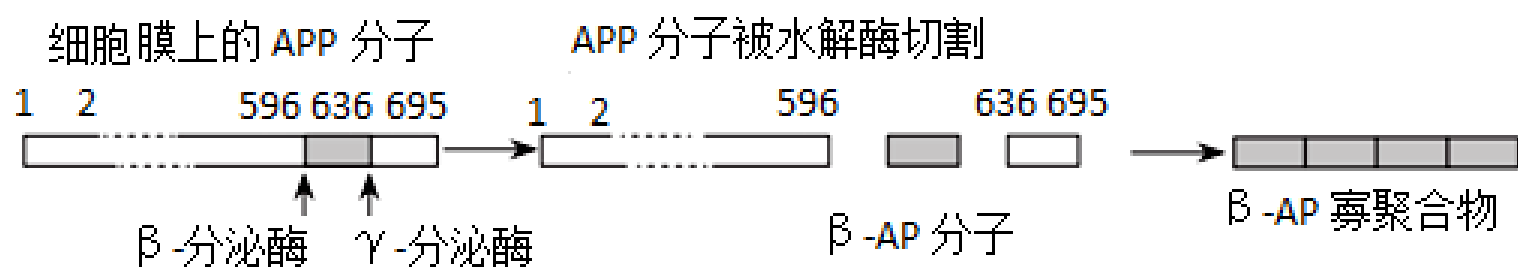 细胞膜上的 APP 分子 APP 分子被水解酶切割
1 2 596 636 695 1 2 596 636 695
β-分泌酶 γ-分泌酶 β-AP 分子 β-AP 寡聚合物